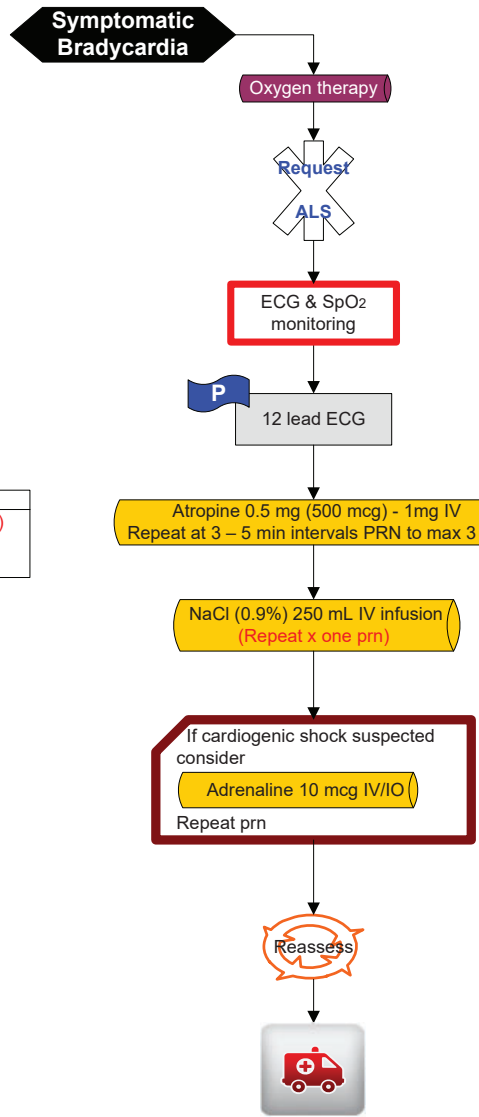 Symptomatic
Bradycardia
Oxygen therapy
Request
ALS
ECG & SpO2
monitoring
P
12 lead ECG
)
Atropine 0.5 mg (500 mcg) - 1mg IV
Repeat at 3 – 5 min intervals PRN to max 3
NaCl (0.9%) 250 mL IV infusion
(Repeat x one prn)
If cardiogenic shock suspected
consider
Adrenaline 10 mcg IV/IO
Repeat prn
Reassess